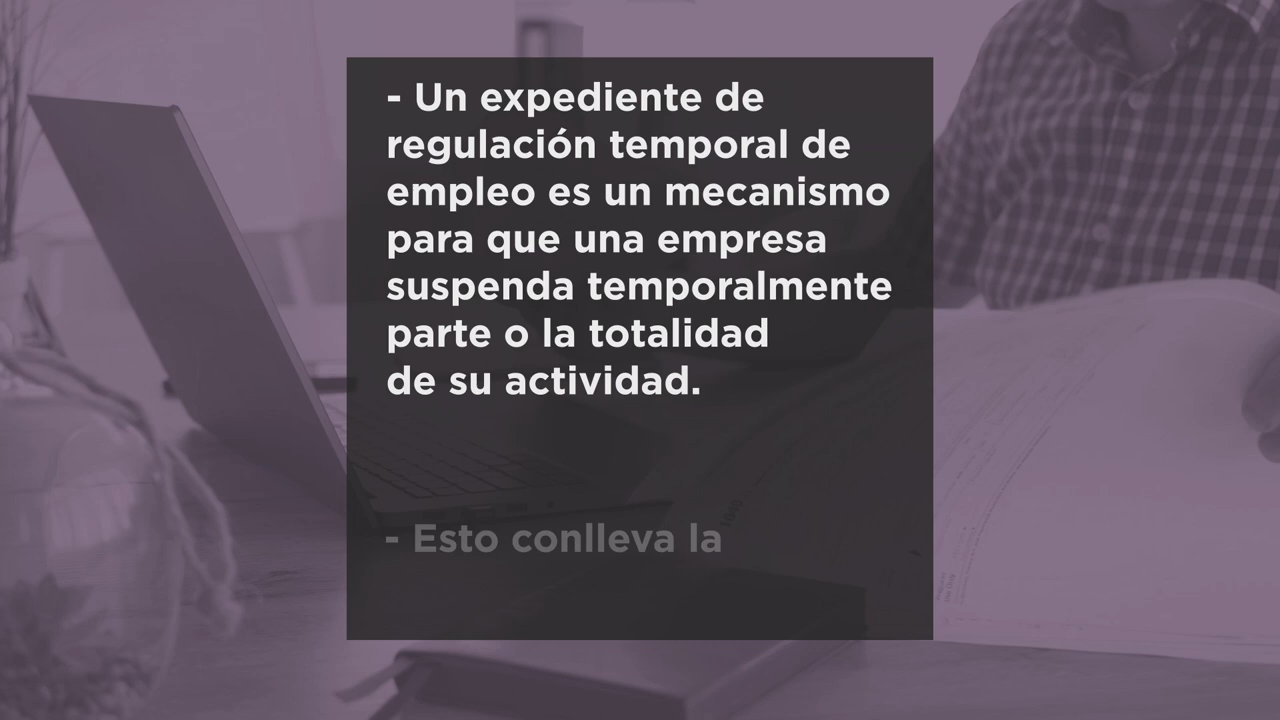 - Un expediente de
regulación temporal de
empleo es un mecanismo
para que una empresa
suspenda temporalmente
parte o la totalidad
de su actividad.
- Esto conlleva la